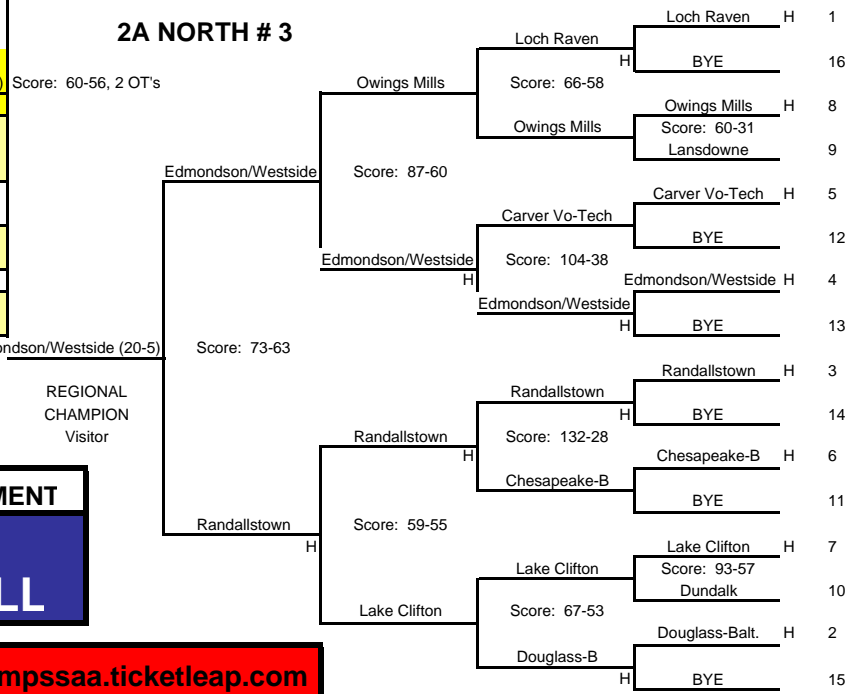 2A NORTH # 3
Loch Raven H 1
Loch Raven
H BYE 16
) Score: 60-56, 2 OT's
Owings Mills
Score: 66-58
Owings Mills H 8
Owings Mills
Score: 60-31
Lansdowne 9
Edmondson/Westside
Score: 87-60
Carver Vo-Tech H 5
Carver Vo-Tech
BYE 12
Edmondson/Westside
H
Score: 104-38
Edmondson/Westside H 4
Edmondson/Westside
H BYE 13
ondson/Westside (20-5)
Score: 73-63
REGIONAL
CHAMPION
Visitor
Randallstown H 3
Randallstown
H BYE 14
Randallstown
H
Score: 132-28
Chesapeake-B H 6
Chesapeake-B
BYE 11
MENT
LL
Randallstown
H
Score: 59-55
Lake Clifton H 7
Lake Clifton
Score: 93-57
Dundalk 10
Lake Clifton
Score: 67-53
Douglass-Balt. H 2
Douglass-B
H BYE 15
mpssaa.ticketleap.com